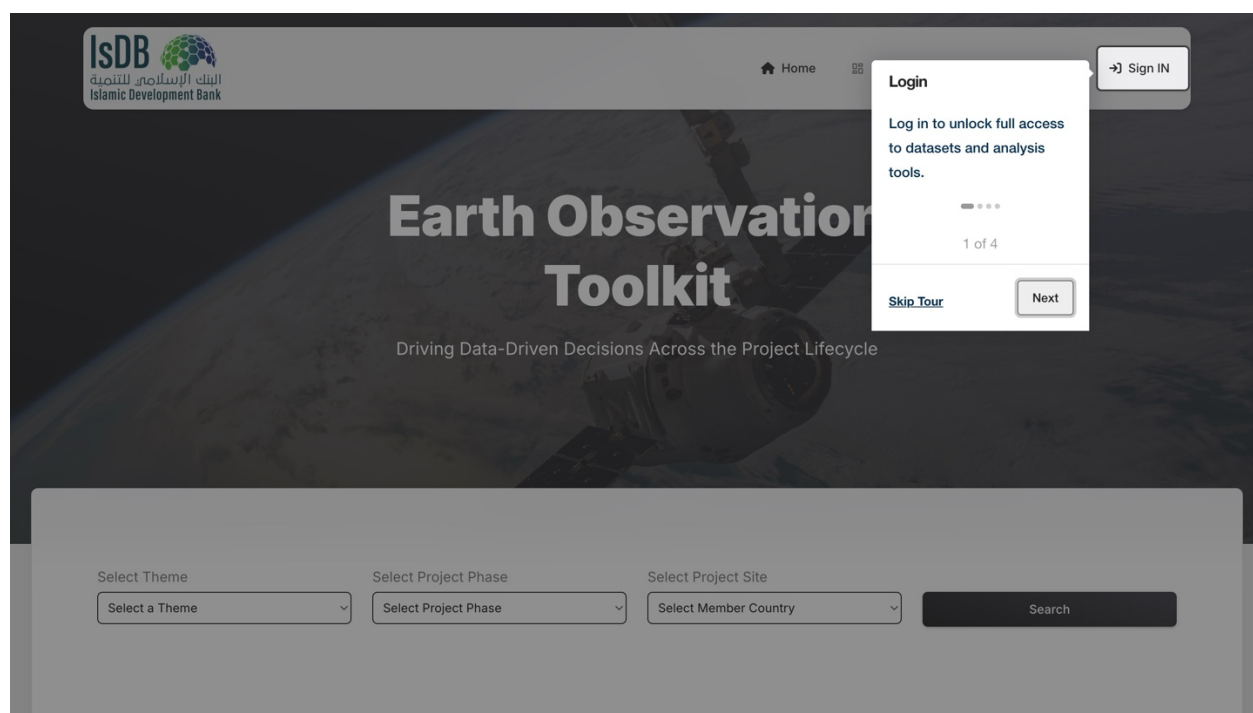 IsDB
البنك الإسلامي للتنمية
Islamic Development Bank
Home
Sign IN
Login
Log in to unlock full access
to datasets and analysis
tools.
1 of 4
Skip Tour
Next
Earth Observation
Toolkit
Driving Data-Driven Decisions Across the Project Lifecycle
Select Theme
Select Project Phase
Select Project Site
Select a Theme
Select Project Phase
Select Member Country
Search